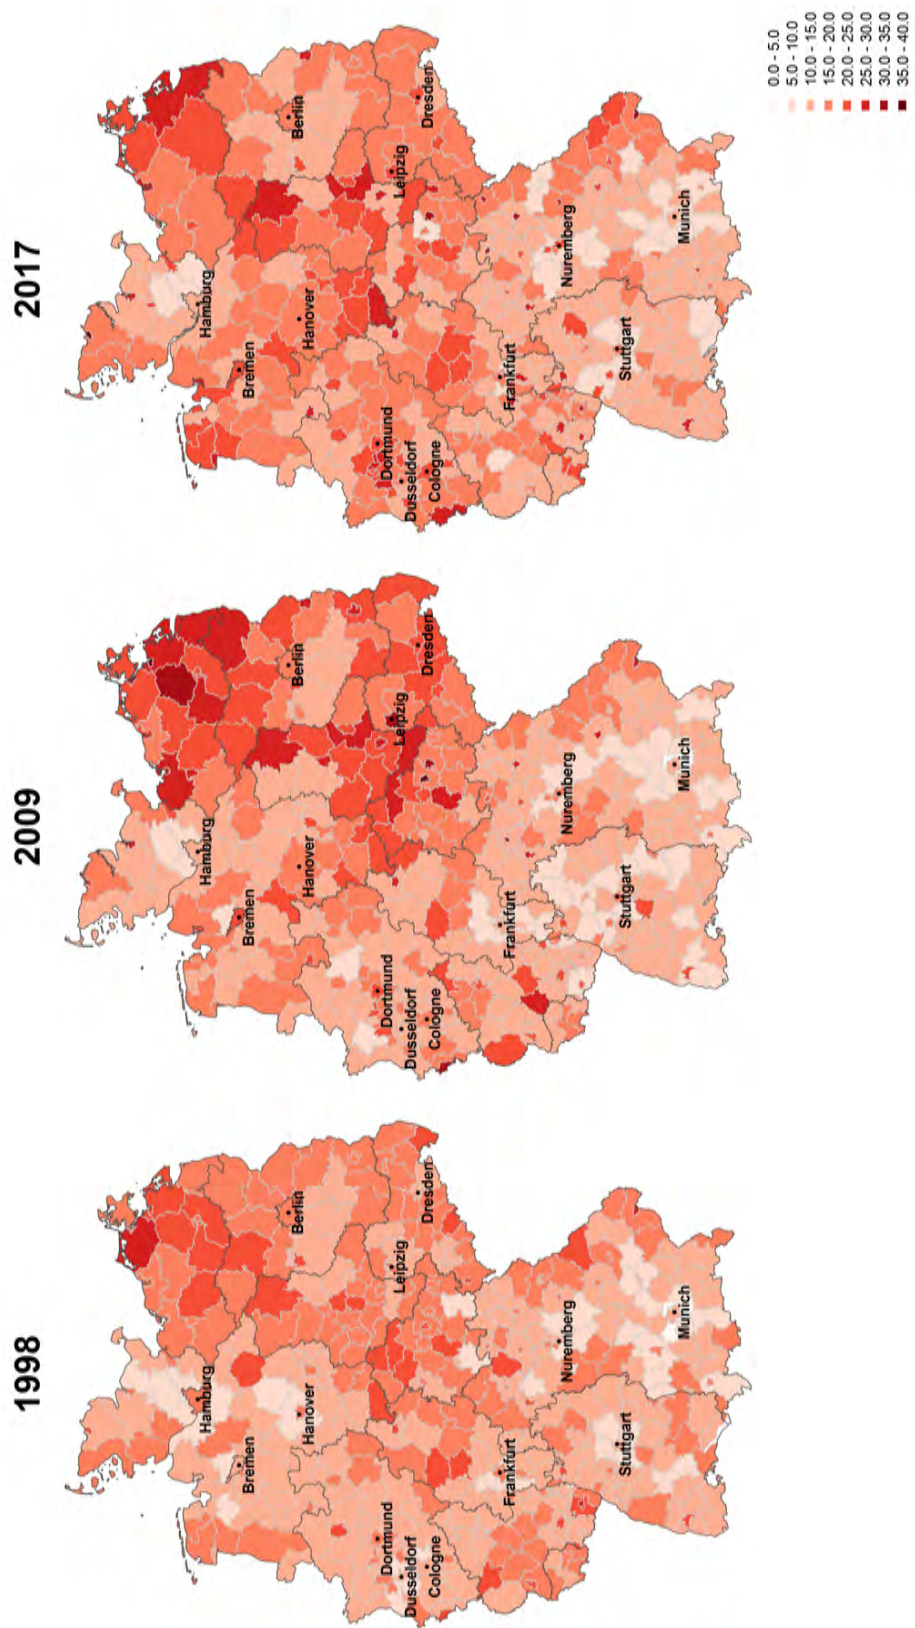 1998
Hamburg
Bremen
Hanover
Berlin
Dortmund
Dusseldorf
Cologne
Leipzig
Dresden
Frankfurt
Nuremberg
Stuttgart
Munich
2009
Hamburg
Bremen
Hanover
Berlin
Dortmund
Dusseldorf
Cologne
Leipzig
Dresden
Frankfurt
Nuremberg
Stuttgart
Munich
2017
Hamburg
Bremen
Hanover
Berlin
Dortmund
Dusseldorf
Cologne
Leipzig
Dresden
Frankfurt
Nuremberg
Stuttgart
Munich
0.0 - 5.0
5.0 - 10.0
10.0 - 15.0
15.0 - 20.0
20.0 - 25.0
25.0 - 30.0
30.0 - 35.0
35.0 - 40.0